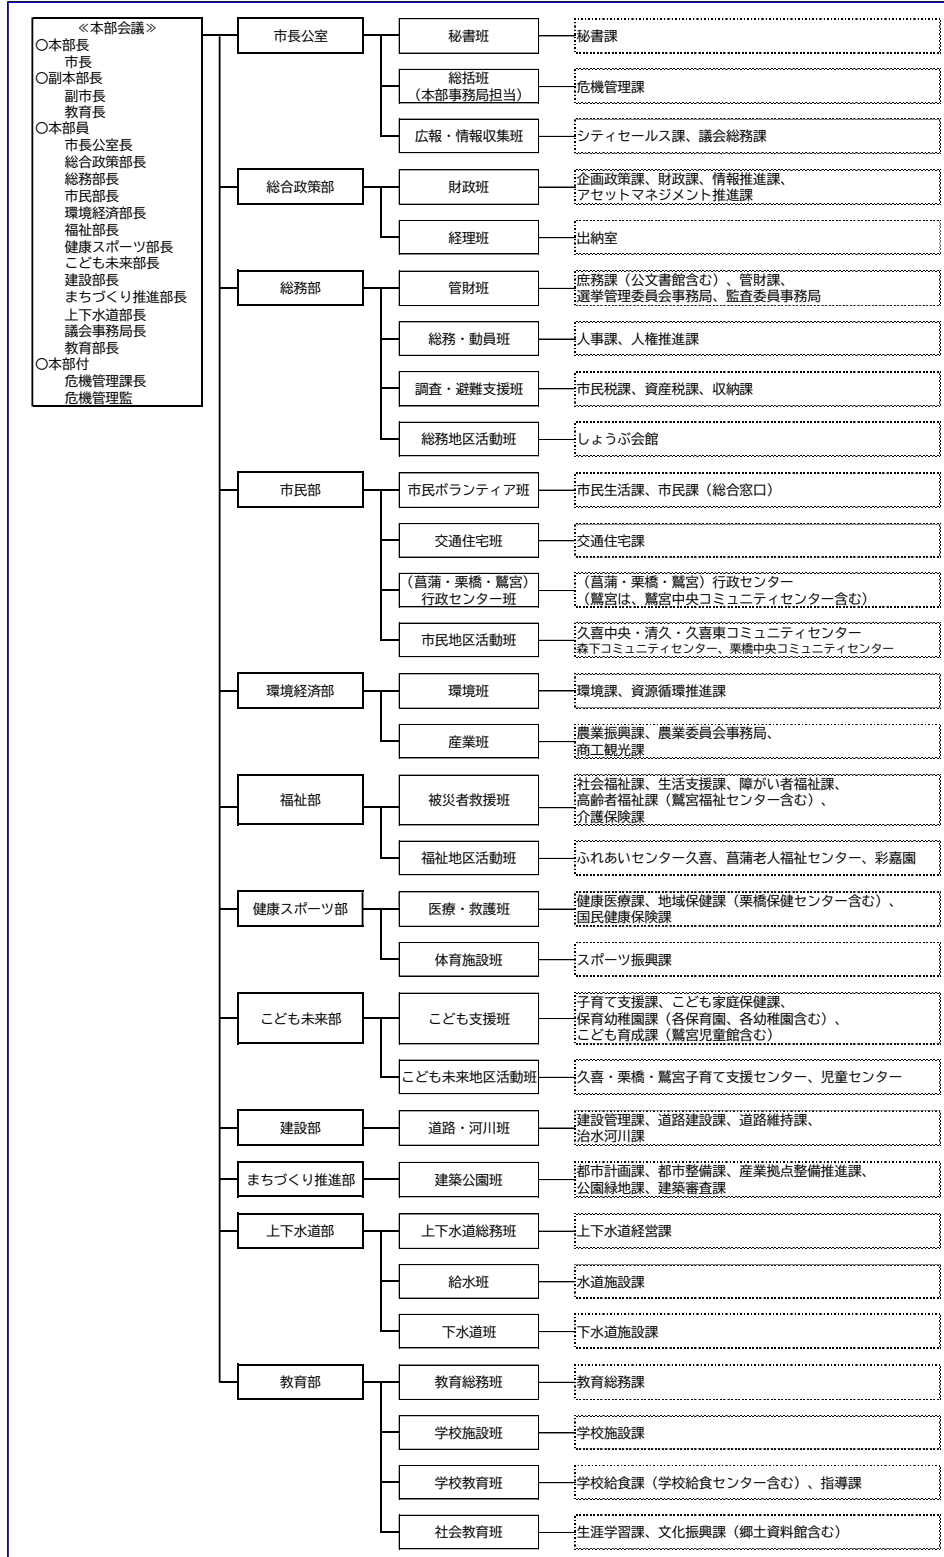 ≪本部会議≫
〇本部長
市長
〇副本部長
副市長
教育長
〇本部員
市長公室長
総合政策部長
総務部長
市民部長
環境経済部長
福祉部長
健康スポーツ部長
こども未来部長
建設部長
まちづくり推進部長
上下水道部長
議会事務局長
教育部長
〇本部付
危機管理課長
危機管理監
市長公室
秘書班
秘書課
総括班
（本部事務局担当）
危機管理課
広報・情報収集班
シティセールス課、議会総務課
総合政策部
財政班
企画政策課、財政課、情報推進課、
アセットマネジメント推進課
経理班
出納室
総務部
管財班
庶務課（公文書館含む）、管財課、
選挙管理委員会事務局、監査委員事務局
総務・動員班
人事課、人権推進課
調査・避難支援班
市民税課、資産税課、収納課
総務地区活動班
しょうぶ会館
市民部
市民ボランティア班
市民生活課、市民課（総合窓口）
交通住宅班
交通住宅課
（菖蒲・栗橋・鷲宮）
行政センター班
（菖蒲・栗橋・鷲宮）行政センター
（鷲宮は、鷲宮中央コミュニティセンター含む）
市民地区活動班
久喜中央・清久・久喜東コミュニティセンター
森下コミュニティセンター、栗橋中央コミュニティセンター
環境経済部
環境班
環境課、資源循環推進課
産業班
農業振興課、農業委員会事務局、
商工観光課
福祉部
被災者救援班
社会福祉課、生活支援課、障がい者福祉課、
高齢者福祉課（鷲宮福祉センター含む）、
介護保険課
福祉地区活動班
ふれあいセンター久喜、菖蒲老人福祉センター、彩嘉園
健康スポーツ部
医療・救護班
健康医療課、地域保健課（栗橋保健センター含む）、
国民健康保険課
体育施設班
スポーツ振興課
こども未来部
こども支援班
子育て支援課、こども家庭保健課、
保育幼稚園課（各保育園、各幼稚園含む）、
こども育成課（鷲宮児童館含む）
こども未来地区活動班
久喜・栗橋・鷲宮子育て支援センター、児童センター
建設部
道路・河川班
建設管理課、道路建設課、道路維持課、
治水河川課
まちづくり推進部
建築公園班
都市計画課、都市整備課、産業拠点整備推進課、
公園緑地課、建築審査課
上下水道部
上下水道総務班
上下水道経営課
給水班
水道施設課
下水道班
下水道施設課
教育部
教育総務班
教育総務課
学校施設班
学校施設課
学校教育班
学校給食課（学校給食センター含む）、指導課
社会教育班
生涯学習課、文化振興課（郷土資料館含む）